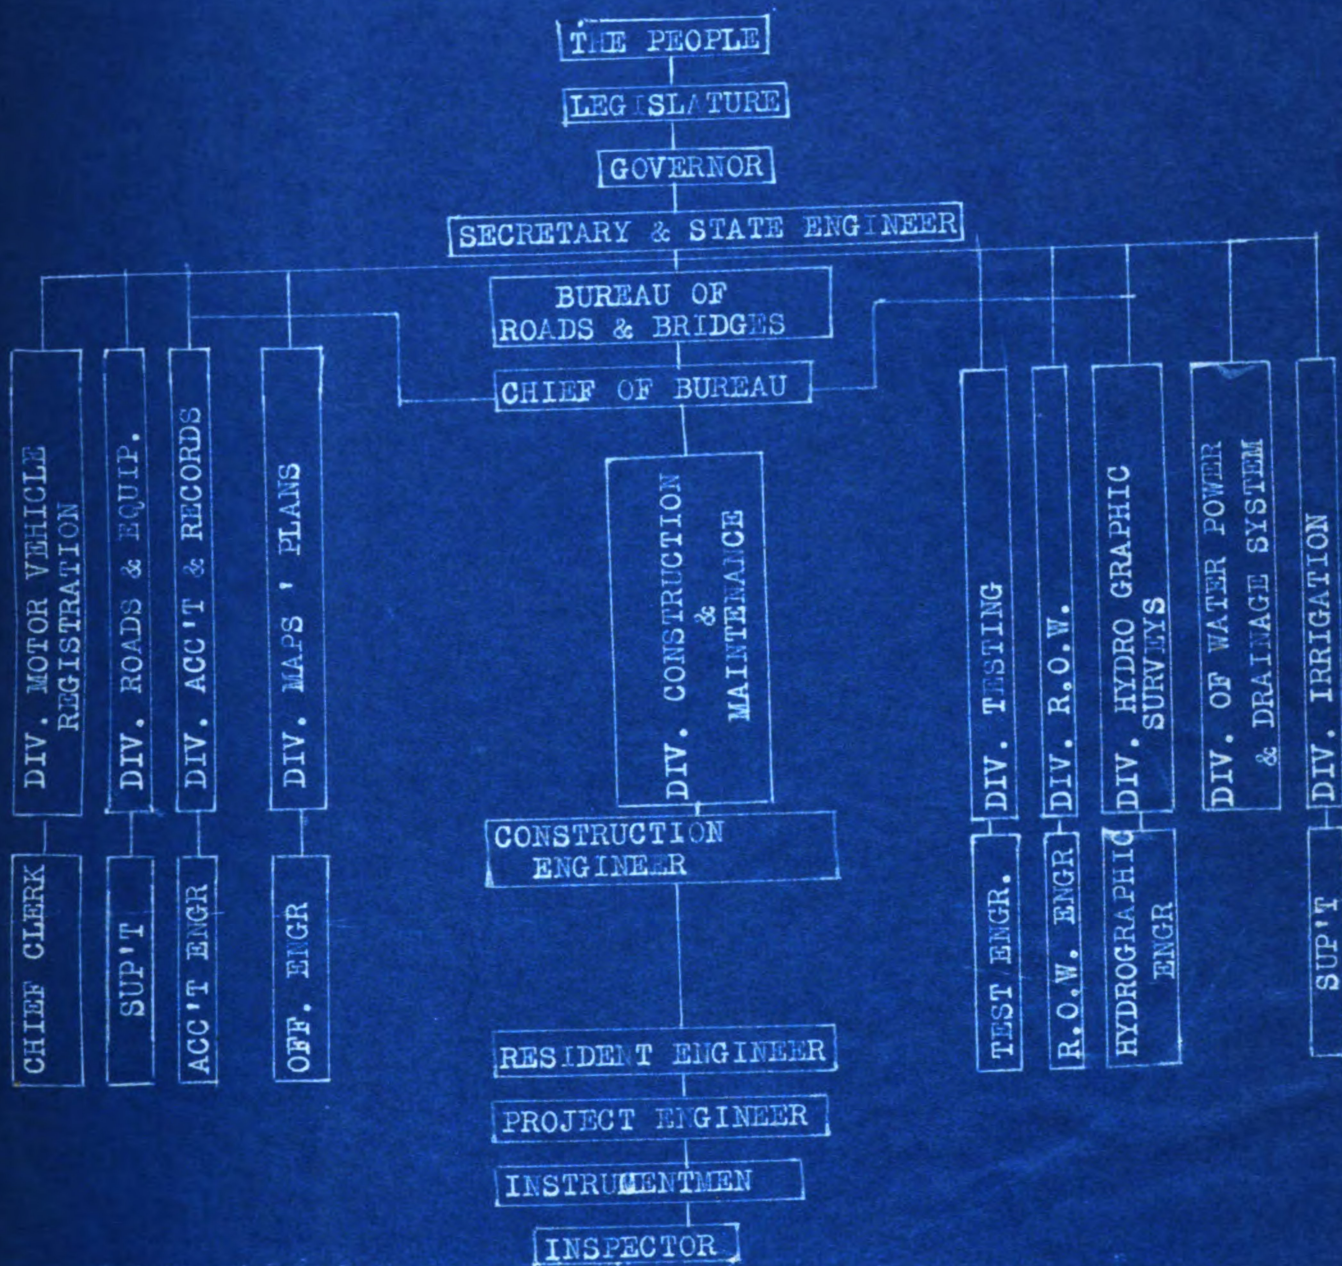 THE PEOPLE
LEGISLATURE
GOVERNOR
SECRETARY & STATE ENGINEER
BUREAU OF
ROADS & BRIDGES
CHIEF OF BUREAU
DIV. MOTOR VEHICLE
REGISTRATION
DIV. ROADS & EQUIP.
DIV. ACC'T & RECORDS
DIV. MAPS ' PLANS
DIV. CONSTRUCTION
&
MAINTENANCE
DIV. TESTING
DIV. R.O.W.
DIV. HYDRO GRAPHIC
SURVEYS
DIV. OF WATER POWER
& DRAINAGE SYSTEM
DIV. IRRIGATION
CHIEF CLERK
SUP'T
ACC'T ENGR
OFF. ENGR
CONSTRUCTION
ENGINEER
TEST ENGR.
R.O.W. ENGR
HYDROGRAPHIC
ENGR
SUP'T
RESIDENT ENGINEER
PROJECT ENGINEER
INSTRUMENTMEN
INSPECTOR